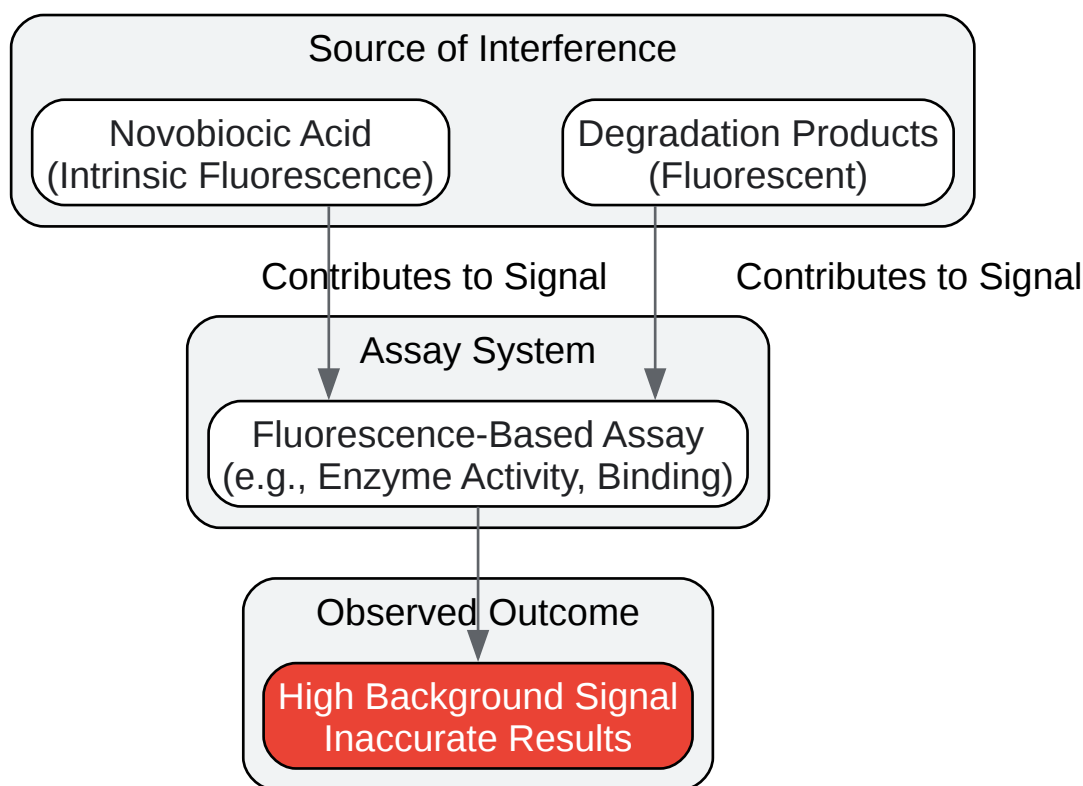 Source of Interference
Novobiocic Acid
(Intrinsic Fluorescence)
Degradation Products
(Fluorescent)
Contributes to Signal
Contributes to Signal
Assay System
Fluorescence-Based Assay
(e.g., Enzyme Activity, Binding)
Observed Outcome
High Background Signal
Inaccurate Results